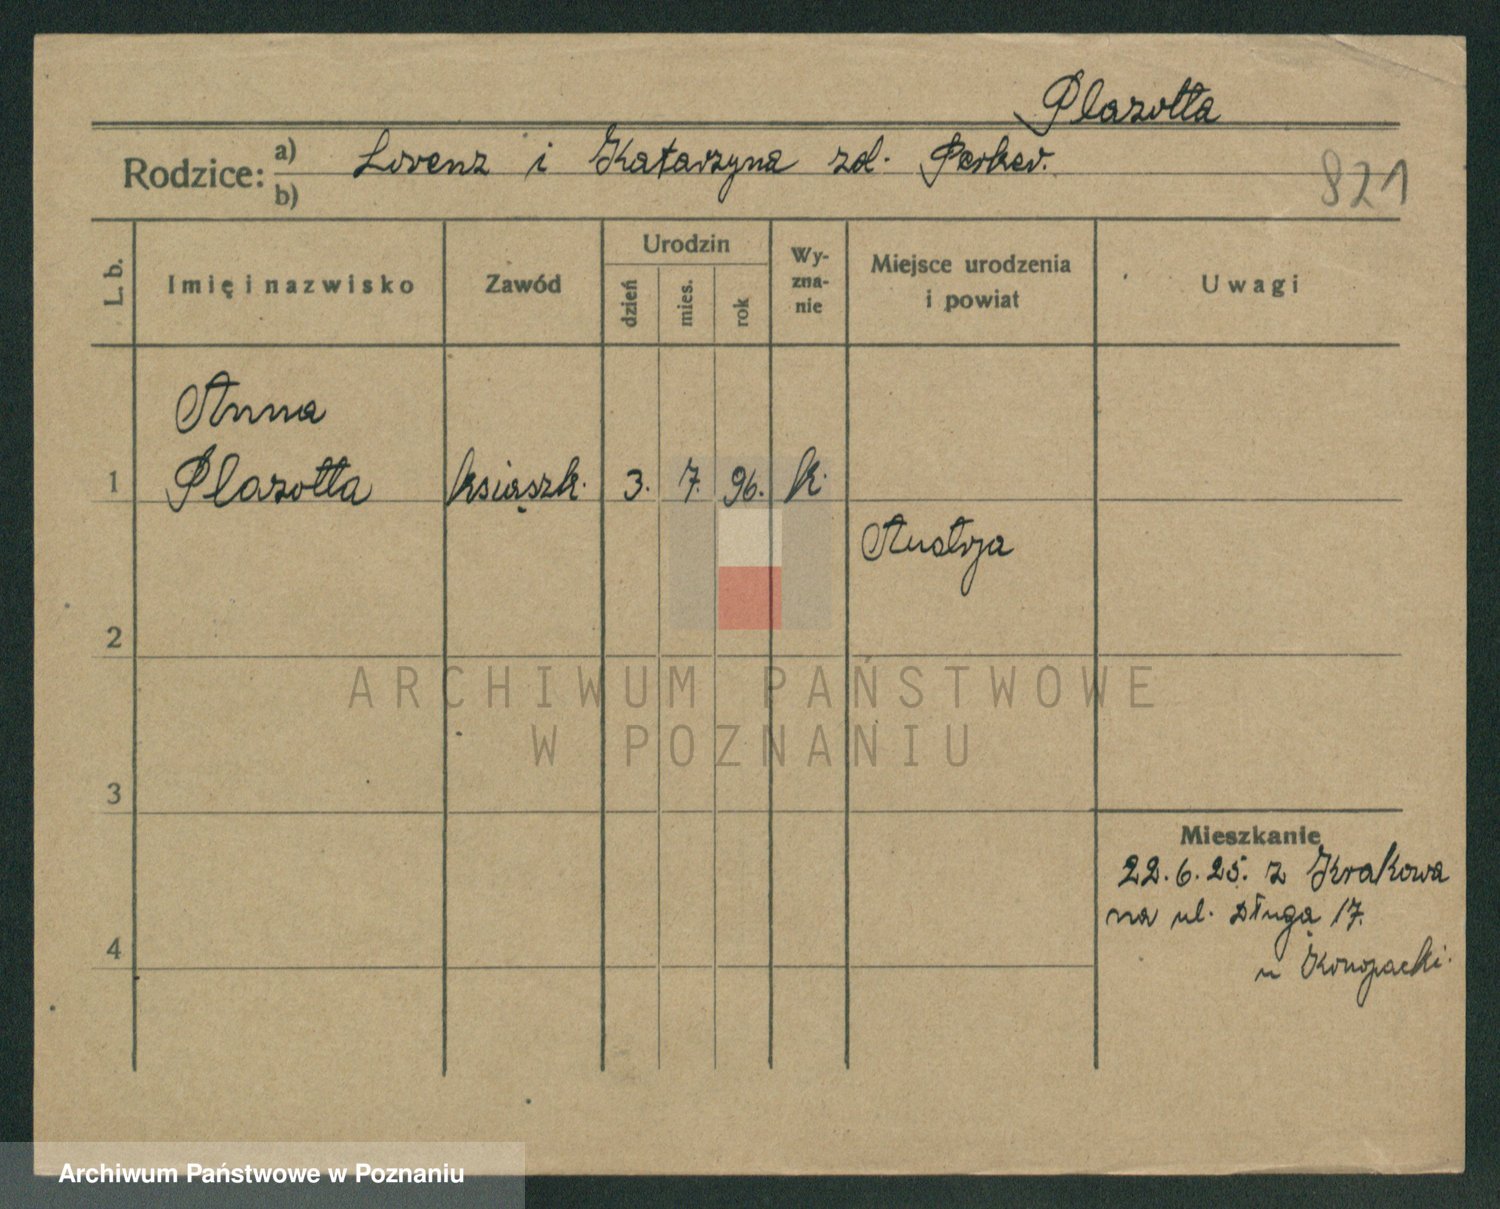 Plazotta
Rodzice: a) Lorenz i Katarzyna zd. Perker.
b)
821
L. b.
Imię i nazwisko
Zawód
Urodzin
dzień
mies.
rok
Wy-
zna-
nie
Miejsce urodzenia
i powiat
Uwagi
Anna
1 Plazotta książk. 3. 7. 96. k.
Austrja
2
ARCHIWUM PAŃSTWOWE
W POZNANIU
3
Mieszkanie
22.6.25. z Krakowa
na ul. Długą 17.
4
u Konopacki.
Archiwum Państwowe w Poznaniu